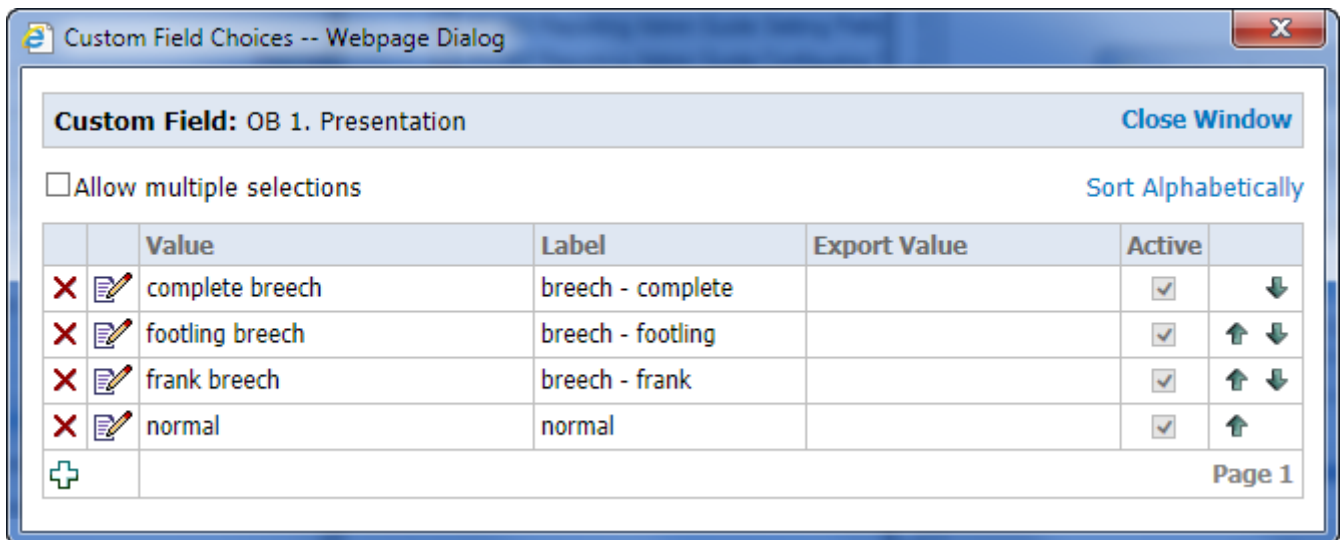 Custom Field Choices -- Webpage Dialog
Custom Field: OB 1. Presentation Close Window
Allow multiple selections Sort Alphabetically
Value Label Export Value Active
complete breech breech - complete
footling breech breech - footling
frank breech breech - frank
normal normal
Page 1